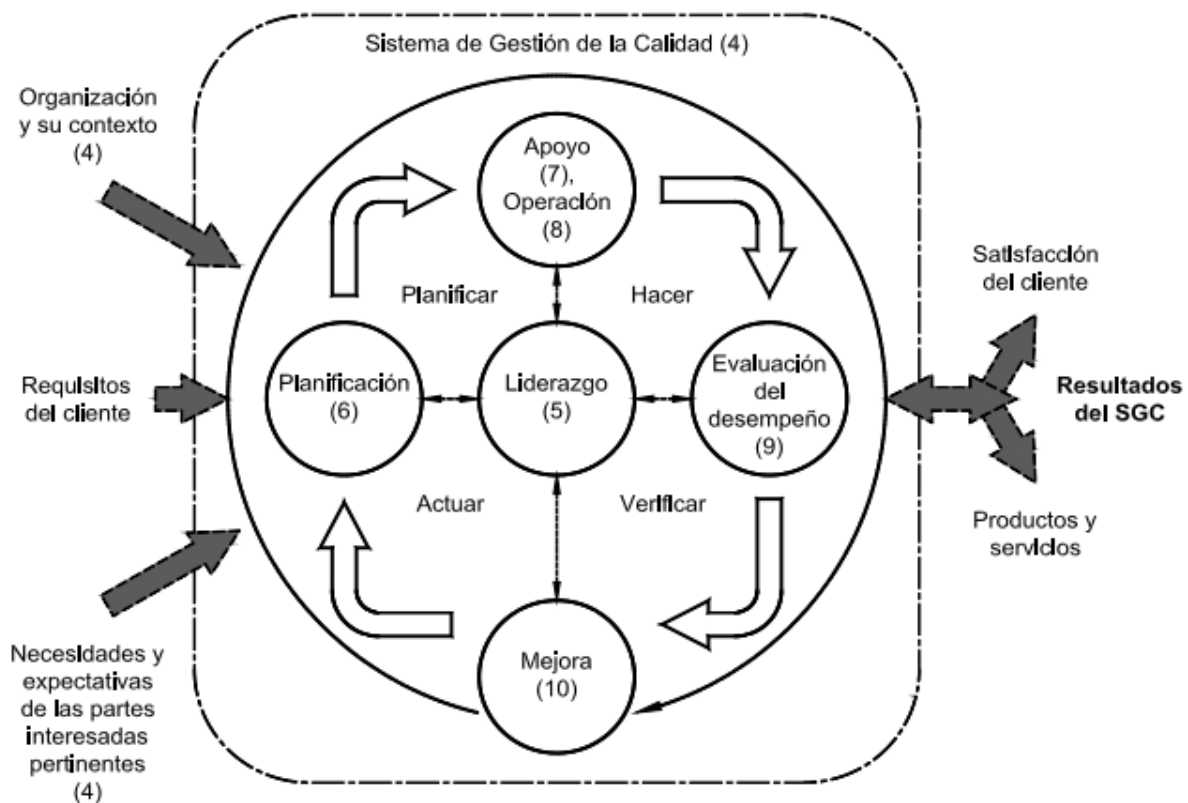 Sistema de Gestión de la Calidad (4)
Organización
y su contexto
(4)
Apoyo
(7),
Operación
(8)
Planificar
Hacer
Satisfacción
del cliente
Requisitos
del cliente
Planificación
(6)
Liderazgo
(5)
Evaluación
del
desempeño
(9)
Resultados
del SGC
Actuar
Verificar
Productos y
servicios
Necesidades y
expectativas
de las partes
interesadas
pertinentes
(4)
Mejora
(10)